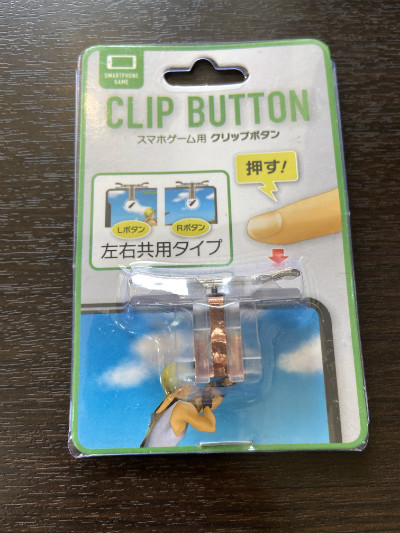 SMARTPHONE
GAME
CLIP BUTTON
スマホゲーム用 クリップボタン
押す!
Lボタン
Rボタン
左右共用タイプ